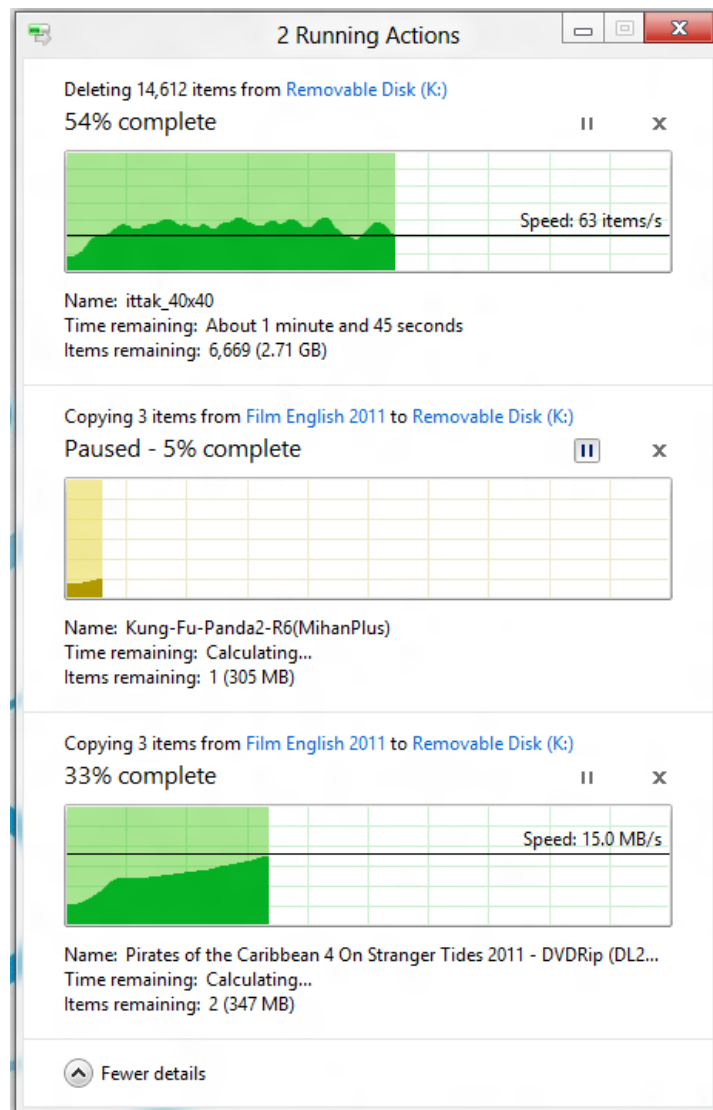 2 Running Actions
Deleting 14,612 items from Removable Disk (K:)
54% complete
Speed: 63 items/s
Name: ittak_40x40
Time remaining: About 1 minute and 45 seconds
Items remaining: 6,669 (2.71 GB)
Copying 3 items from Film English 2011 to Removable Disk (K:)
Paused - 5% complete
Name: Kung-Fu-Panda2-R6(MihanPlus)
Time remaining: Calculating...
Items remaining: 1 (305 MB)
Copying 3 items from Film English 2011 to Removable Disk (K:)
33% complete
Speed: 15.0 MB/s
Name: Pirates of the Caribbean 4 On Stranger Tides 2011 - DVDRip (DL2...
Time remaining: Calculating...
Items remaining: 2 (347 MB)
Fewer details